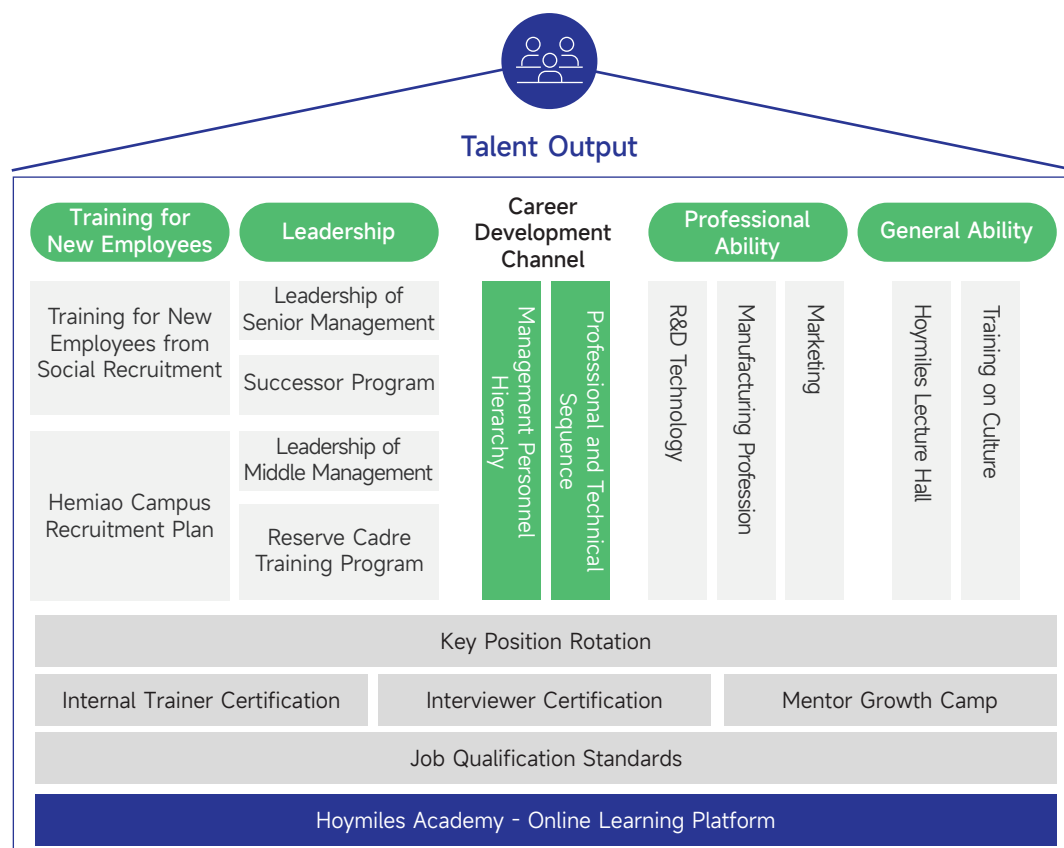 Talent Output
Training for
New Employees
Leadership
Career
Development
Channel
Professional
Ability
General Ability
Training for New
Employees from
Social Recruitment
Hemiao Campus
Recruitment Plan
Leadership of
Senior Management
Successor Program
Leadership of
Middle Management
Reserve Cadre
Training Program
Management Personnel
Hierarchy
Professional and Technical
Sequence
R&D Technology
Manufacturing Profession
Marketing
Hoymiles Lecture Hall
Training on Culture
Key Position Rotation
Internal Trainer Certification
Interviewer Certification
Mentor Growth Camp
Job Qualification Standards
Hoymiles Academy - Online Learning Platform